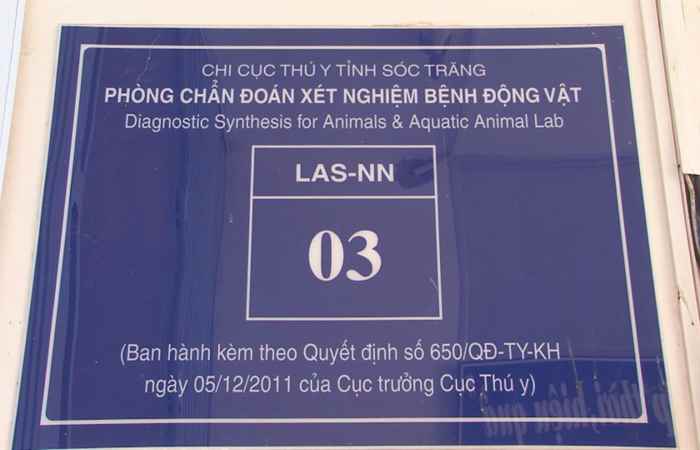 CHI CỤC THÚ Y TỈNH SÓC TRĂNG
PHÒNG CHẨN ĐOÁN XÉT NGHIỆM BỆNH ĐỘNG VẬT
Diagnostic Synthesis for Animals & Aquatic Animal Lab
LAS-NN
03
(Ban hành kèm theo Quyết định số 650/QĐ-TY-KH
ngày 05/12/2011 của Cục trưởng Cục Thú y)